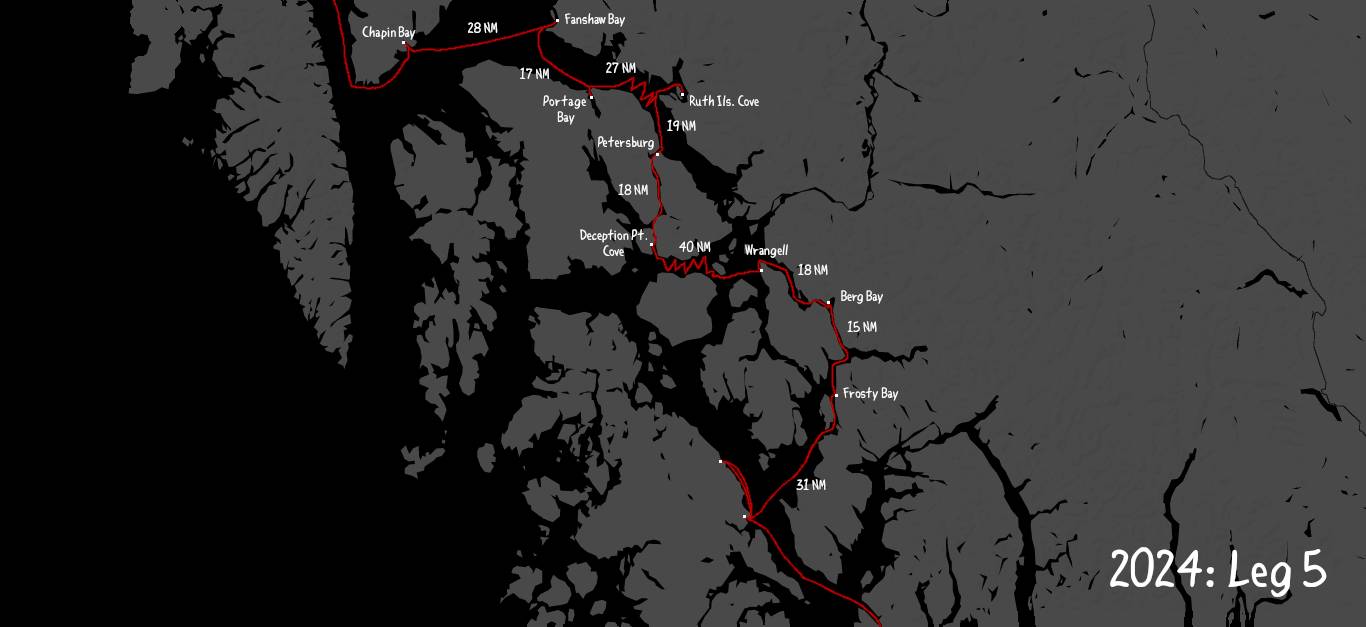 Fanshaw Bay
28 NM
Chapin Bay
27 NM
17 NM
Portage
Bay
Ruth Ils. Cove
19 NM
Petersburg
18 NM
Deception Pt.
Cove
40 NM
Wrangell
18 NM
Berg Bay
15 NM
Frosty Bay
31 NM
2024: Leg 5